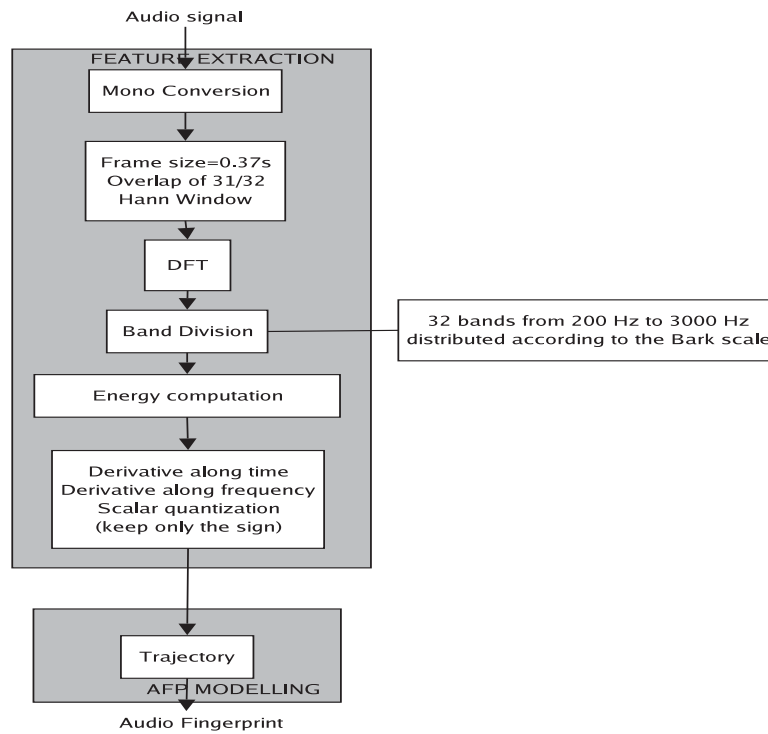 Audio signal
FEATURE EXTRACTION
Mono Conversion
Frame size=0.37s
Overlap of 31/32
Hann Window
DFT
Band Division
32 bands from 200 Hz to 3000 Hz
distributed according to the Bark scale
Energy computation
Derivative along time
Derivative along frequency
Scalar quantization
(keep only the sign)
Trajectory
AFP MODELLING
Audio Fingerprint